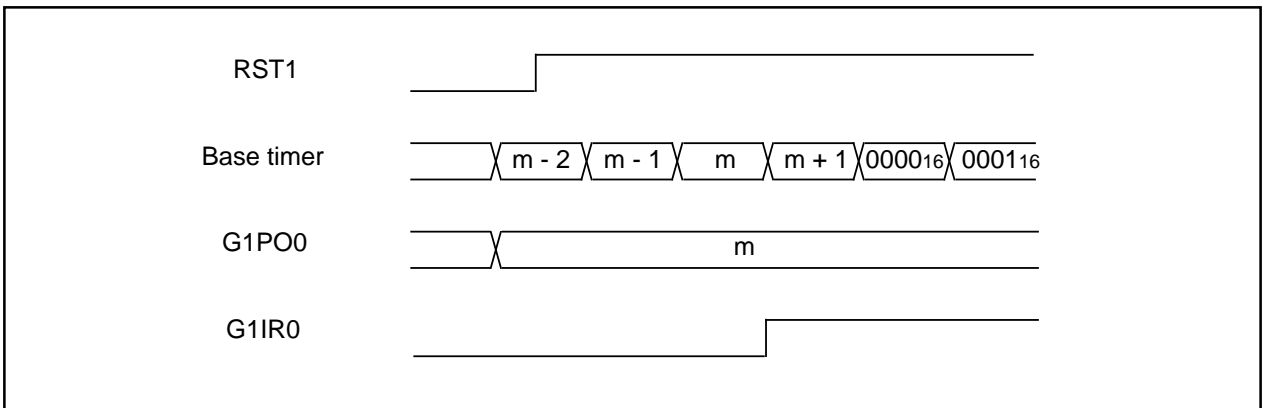 RST1
Base timer
m - 2 m - 1 m m + 1 000016 000116
G1PO0
m
G1IR0